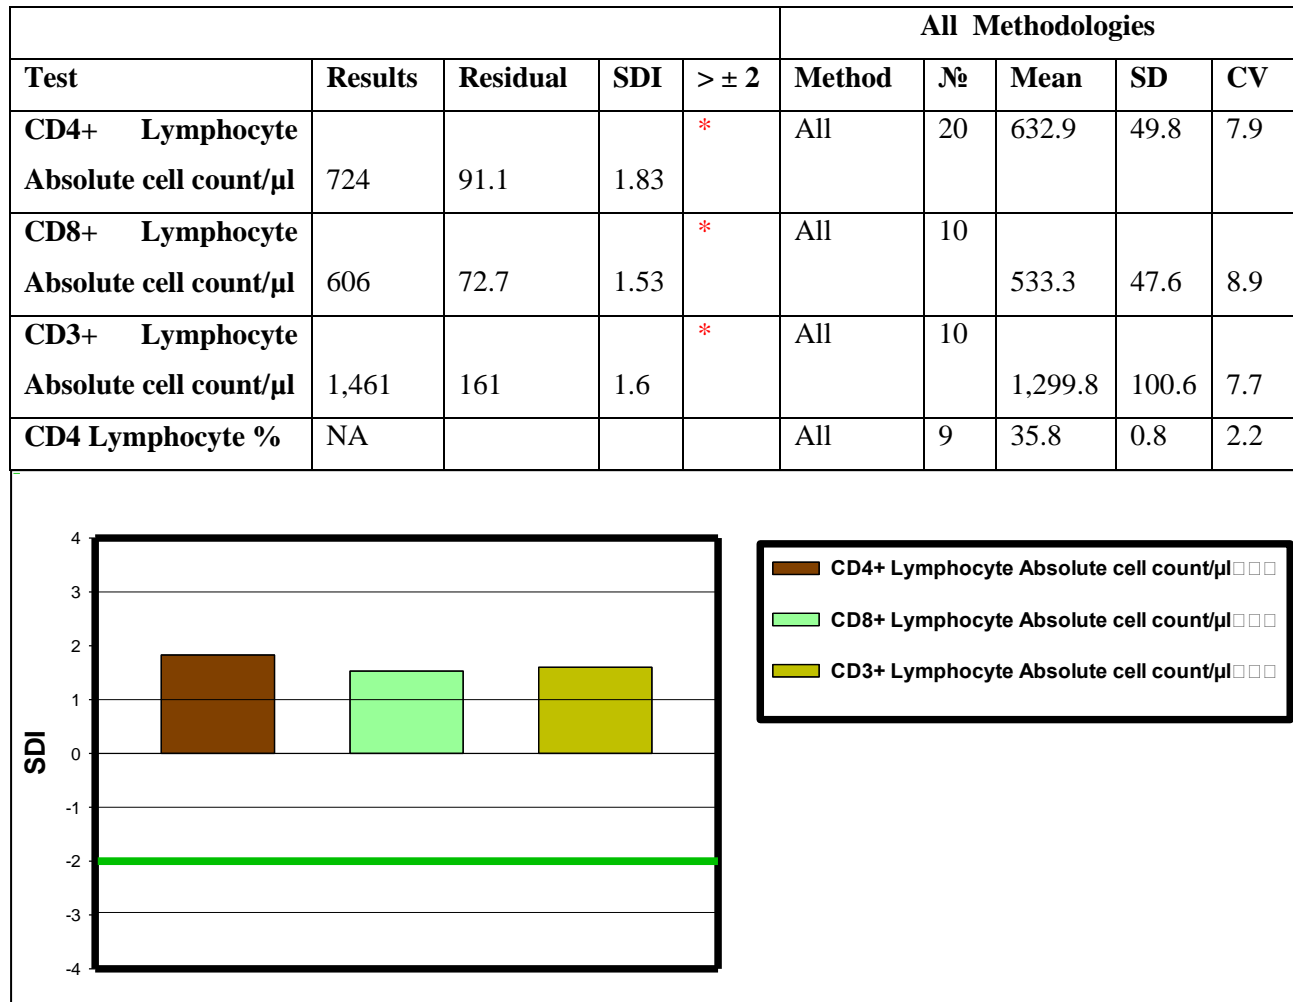 All Methodologies
Test Results Residual SDI > ± 2 Method № Mean SD CV
CD4+ Lymphocyte * All 20 632.9 49.8 7.9
Absolute cell count/µl 724 91.1 1.83
CD8+ Lymphocyte * All 10
Absolute cell count/µl 606 72.7 1.53 533.3 47.6 8.9
CD3+ Lymphocyte * All 10
Absolute cell count/µl 1,461 161 1.6 1,299.8 100.6 7.7
CD4 Lymphocyte % NA All 9 35.8 0.8 2.2
4
3
2
1
0
-1
-2
-3
-4
SDI
CD4+ Lymphocyte Absolute cell count/µl□□□
CD8+ Lymphocyte Absolute cell count/µl□□□
CD3+ Lymphocyte Absolute cell count/µl□□□